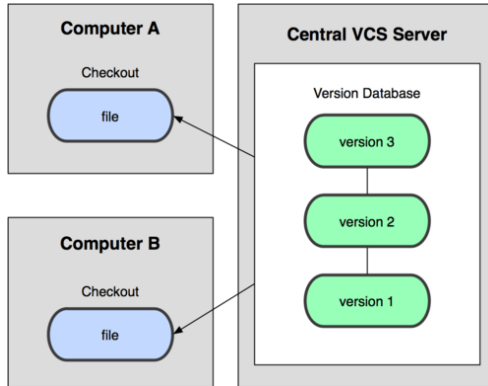 Computer A
Checkout
file
Computer B
Checkout
file
Central VCS Server
Version Database
version 3
version 2
version 1